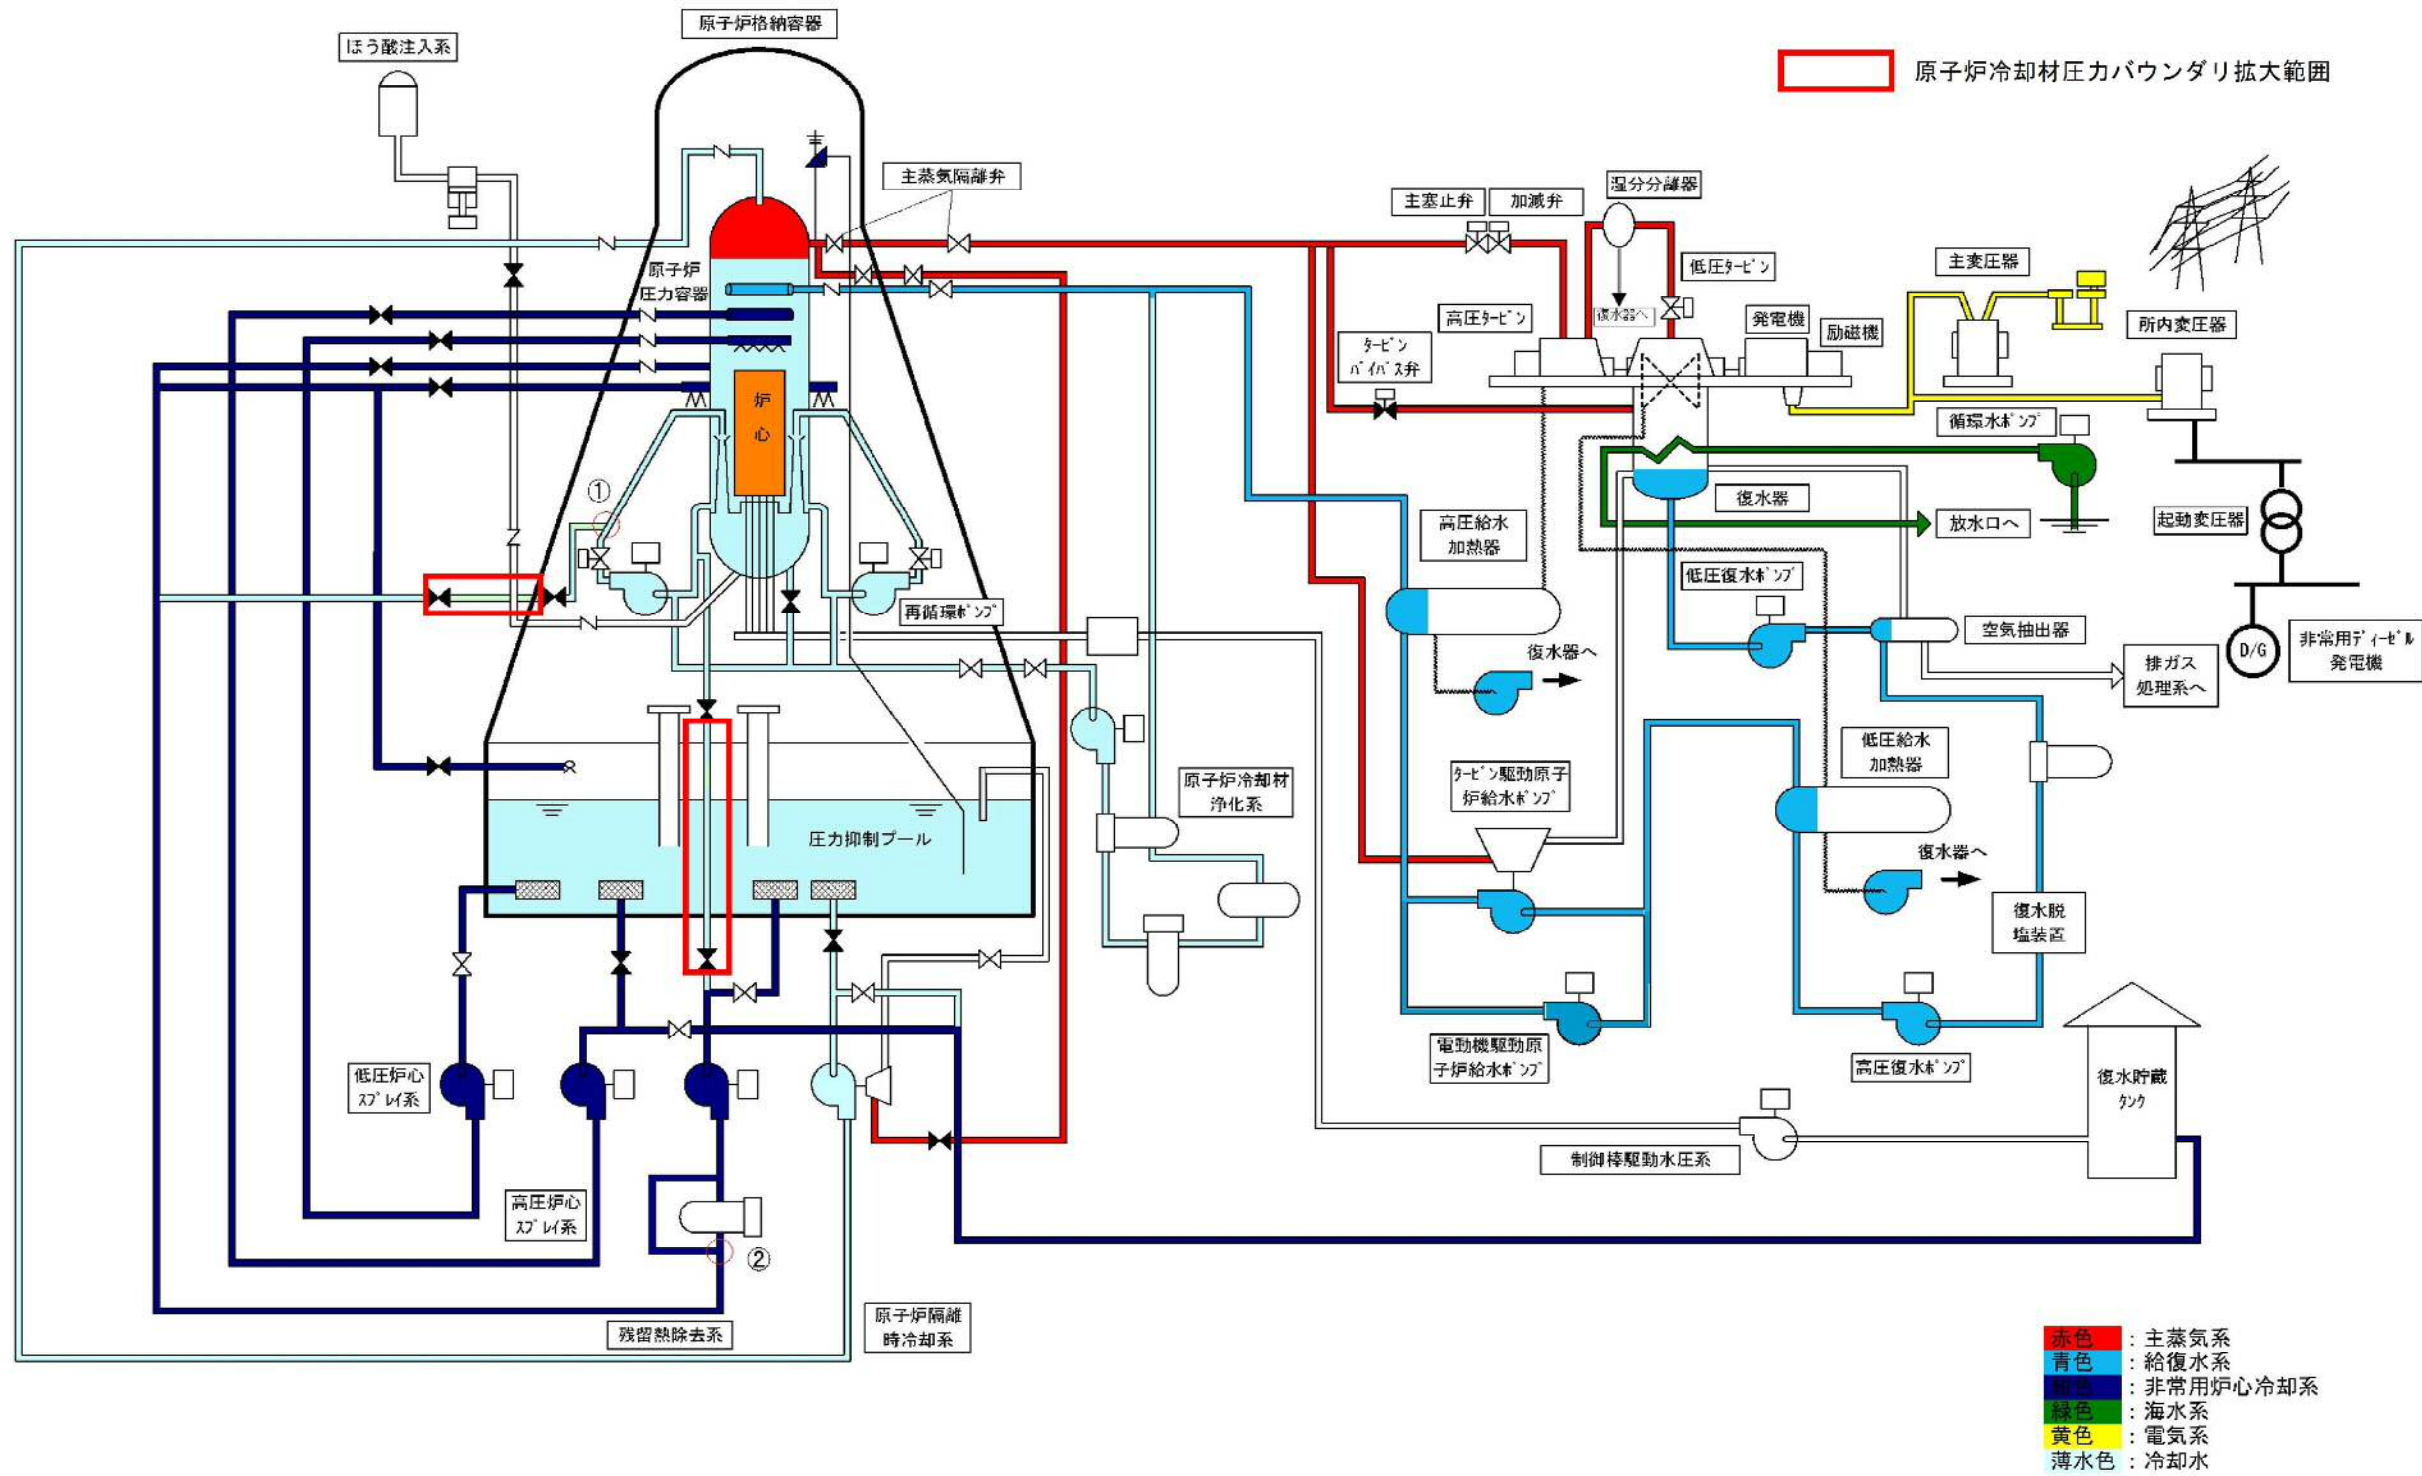 原子炉格納容器
ほう酸注入系
原子炉冷却材圧力バウンダリ拡大範囲
主蒸気隔離弁
主塞止弁
加減弁
湿分分離器
原子炉
圧力容器
低圧ﾀｰﾋﾞﾝ
主変圧器
高圧ﾀｰﾋﾞﾝ
復水器へ
発電機
励磁機
所内変圧器
ﾀｰﾋﾞﾝ
ﾊﾞｲﾊﾟｽ弁
炉
心
循環水ﾎﾟﾝﾌﾟ
①
復水器
高圧給水
加熱器
放水口へ
起動変圧器
低圧復水ﾎﾟﾝﾌﾟ
再循環ﾎﾟﾝﾌﾟ
空気抽出器
D/G
非常用ﾃﾞｨｰｾﾞﾙ
発電機
復水器へ
排ガス
処理系へ
低圧給水
加熱器
原子炉冷却材
浄化系
ﾀｰﾋﾞﾝ駆動原子
炉給水ﾎﾟﾝﾌﾟ
圧力抑制プール
復水器へ
復水脱
塩装置
電動機駆動原
子炉給水ﾎﾟﾝﾌﾟ
高圧復水ﾎﾟﾝﾌﾟ
復水貯蔵
ﾀﾝｸ
低圧炉心
ｽﾌﾟﾚｲ系
制御棒駆動水圧系
高圧炉心
ｽﾌﾟﾚｲ系
②
残留熱除去系
原子炉隔離
時冷却系
赤色：主蒸気系
青色：給復水系
紺色：非常用炉心冷却系
緑色：海水系
黄色：電気系
薄水色：冷却水